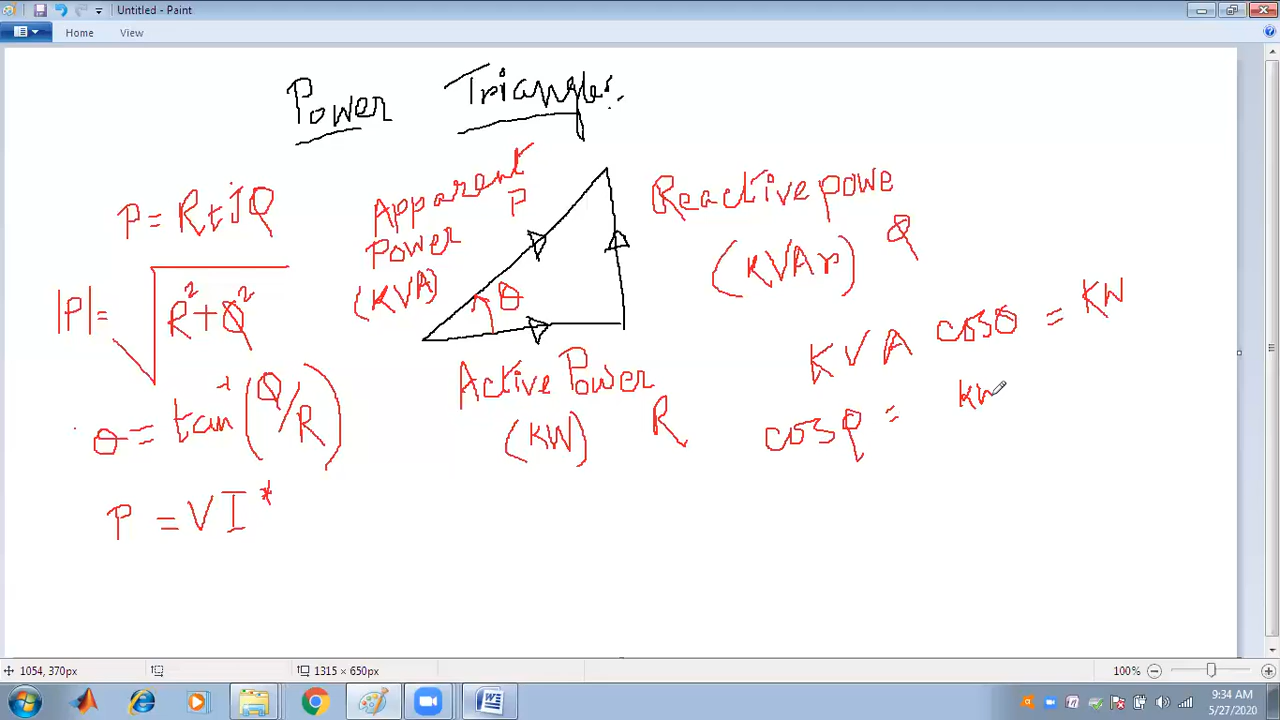 Untitled - Paint
Home View
Power Triangles.
P = R + jQ
|P| = √R² + Q²
θ = tan⁻¹ (Q/R)
P = VI*
Apparent
Power P
(KVA)
θ
Reactive powe
(KVAr) Q
Active Power
(KW) R
KVA cosθ = KW
cosφ = KW
1054, 370px
1315 × 650px
100%
9:34 AM
5/27/2020